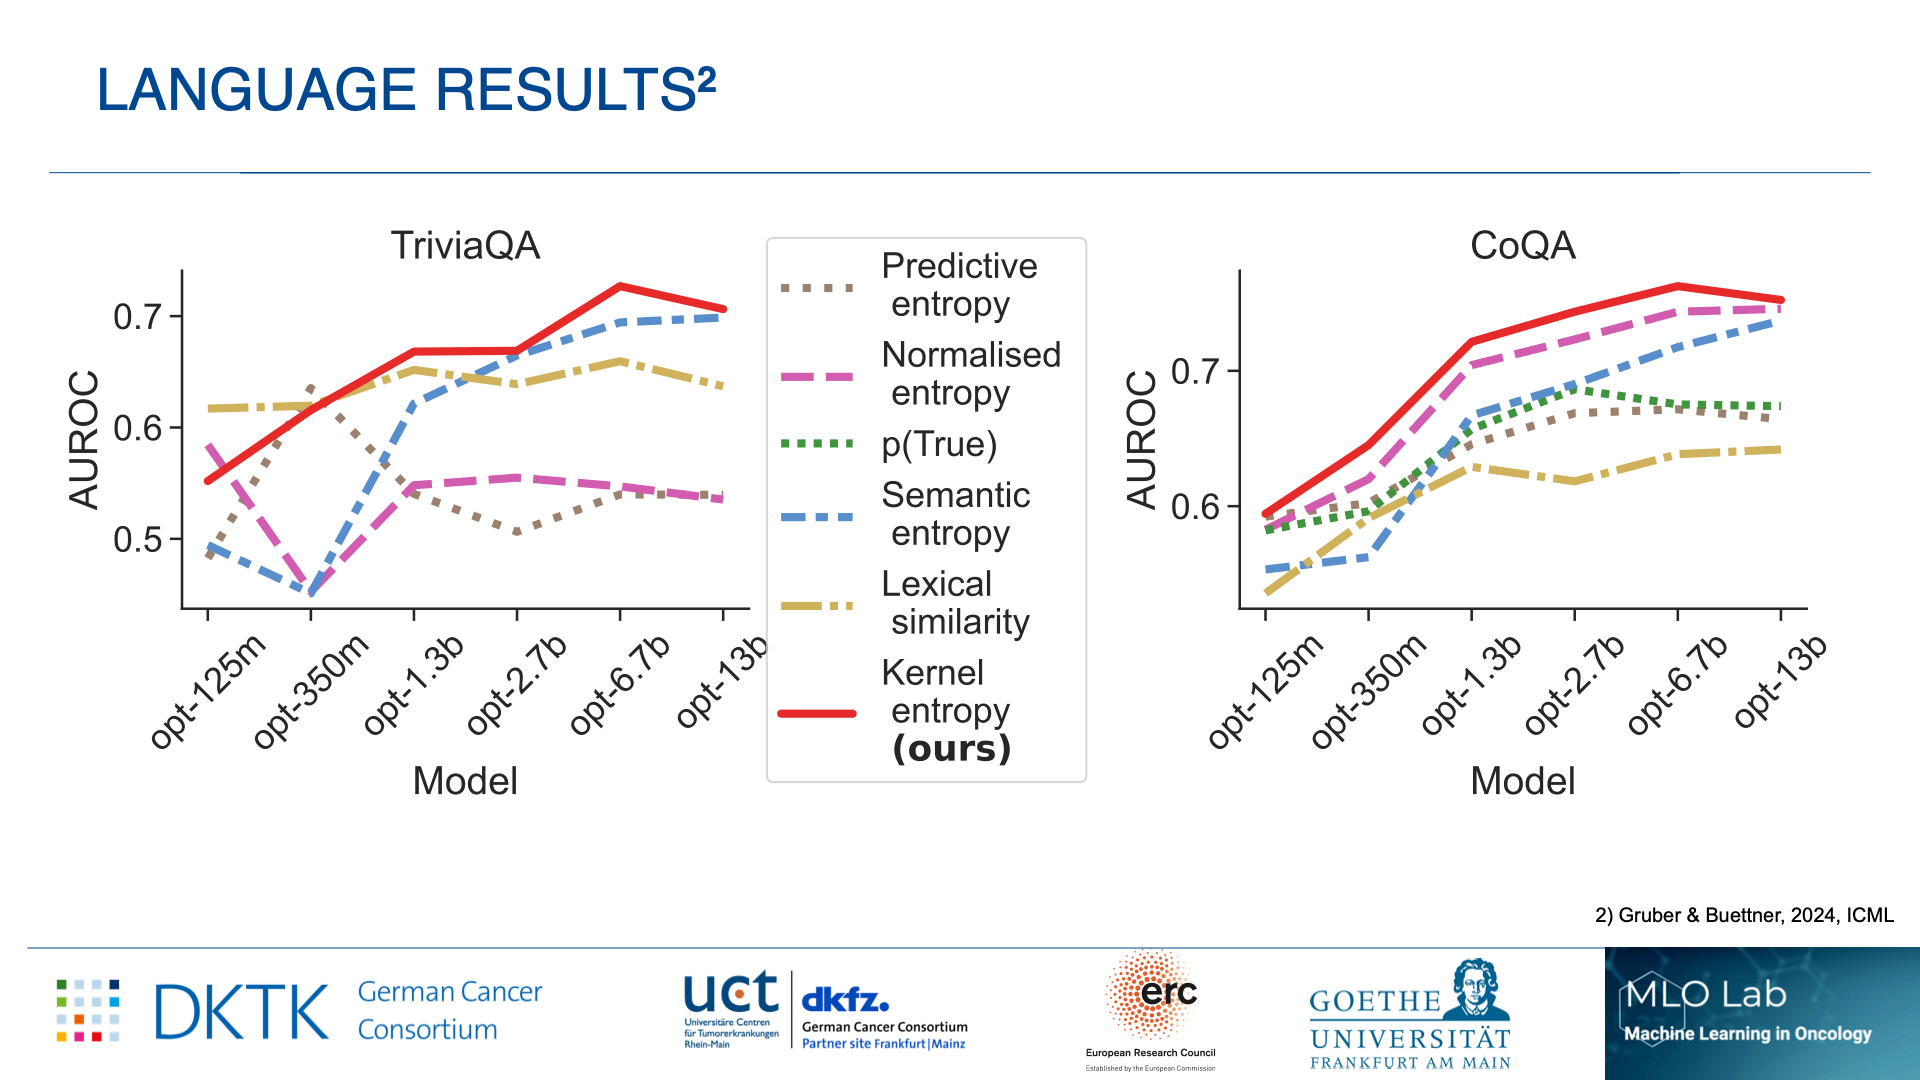 LANGUAGE RESULTS²
TriviaQA
AUROC
0.7
0.6
0.5
opt-125m
opt-350m
opt-1.3b
opt-2.7b
opt-6.7b
opt-13b
Model
Predictive
entropy
Normalised
entropy
p(True)
Semantic
entropy
Lexical
similarity
Kernel
entropy
(ours)
CoQA
AUROC
0.7
0.6
opt-125m
opt-350m
opt-1.3b
opt-2.7b
opt-6.7b
opt-13b
Model
2) Gruber & Buettner, 2024, ICML
DKTK
German Cancer
Consortium
uct
Universitäre Centren
für Tumorerkrankungen
Rhein-Main
dkfz.
German Cancer Consortium
Partner site Frankfurt|Mainz
erc
European Research Council
Established by the European Commission
GOETHE
UNIVERSITÄT
FRANKFURT AM MAIN
MLO Lab
Machine Learning in Oncology